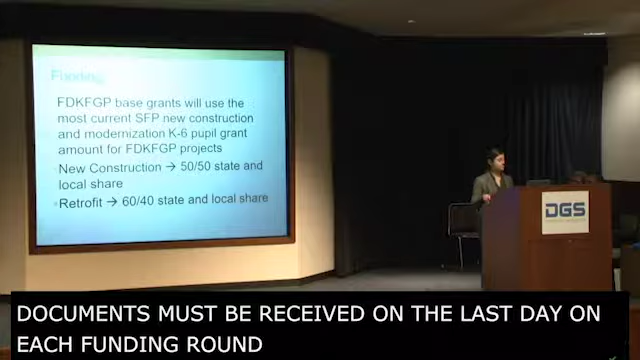 Funding
FDKFGP base grants will use the
most current SFP new construction
and modernization K-6 pupil grant
amount for FDKFGP projects
New Construction → 50/50 state and
local share
Retrofit → 60/40 state and local share
DGS
DOCUMENTS MUST BE RECEIVED ON THE LAST DAY ON
EACH FUNDING ROUND